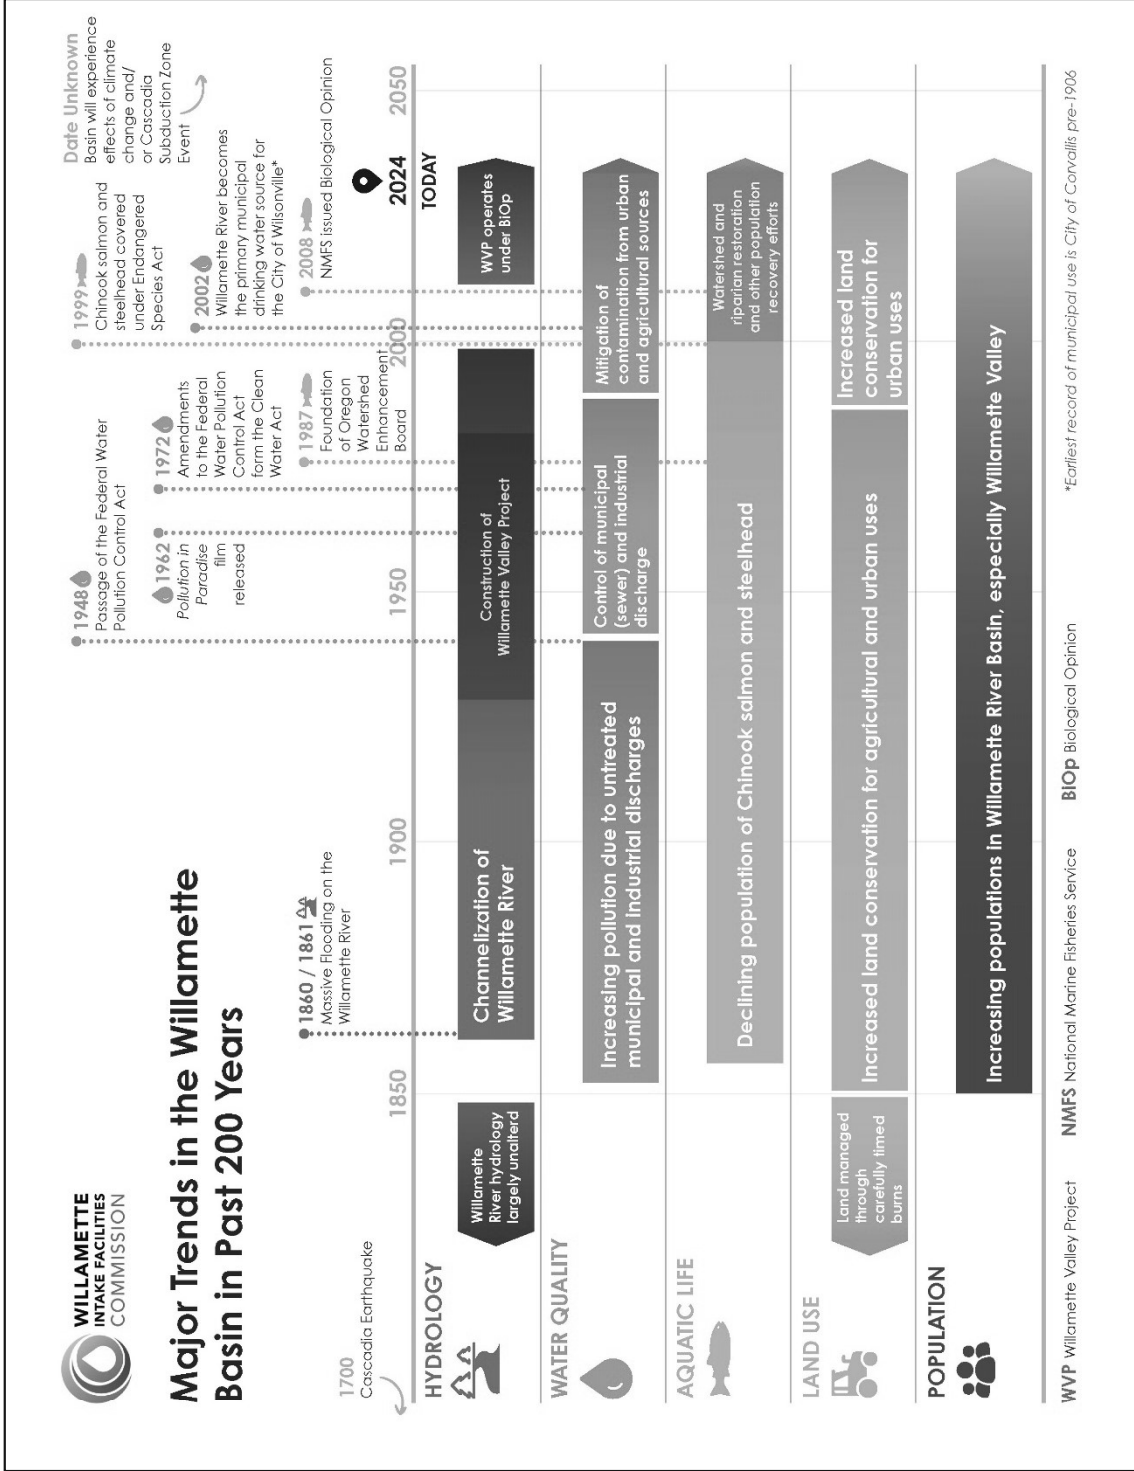 WILLAMETTE
INTAKE FACILITIES
COMMISSION
Major Trends in the Willamette
Basin in Past 200 Years
1700
Cascadia Earthquake
1860 / 1861
Massive Flooding on the
Willamette River
1948
Passage of the Federal Water
Pollution Control Act
1962
Pollution in
Paradise
film
released
1972
Amendments
to the Federal
Water Pollution
Control Act
form the Clean
Water Act
1987
Foundation
of Oregon
Watershed
Enhancement
Board
1999
Chinook salmon and
steelhead covered
under Endangered
Species Act
2002
Willamette River becomes
the primary municipal
drinking water source for
the City of Wilsonville*
2008
NMFS issued Biological Opinion
Date Unknown
Basin will experience
effects of climate
change and/
or Cascadia
Subduction Zone
Event
1850
1900
1950
2000
2024
TODAY
2050
HYDROLOGY
Willamette
River hydrology
largely unalterd
Channelization of
Willamette River
Construction of
Willamette Valley Project
WVP operates
under BiOp
WATER QUALITY
Increasing pollution due to untreated
municipal and industrial discharges
Control of municipal
(sewer) and industrial
discharge
Mitigation of
contamination from urban
and agricultural sources
AQUATIC LIFE
Declining population of Chinook salmon and steelhead
Watershed and
riparian restoration
and other population
recovery efforts
LAND USE
Land managed
through
carefully timed
burns
Increased land conservation for agricultural and urban uses
Increased land
conservation for
urban uses
POPULATION
Increasing populations in Willamette River Basin, especially Willamette Valley
WVP Willamette Valley Project
NMFS National Marine Fisheries Service
BIOp Biological Opinion
*Earliest record of municipal use is City of Corvallis pre-1906